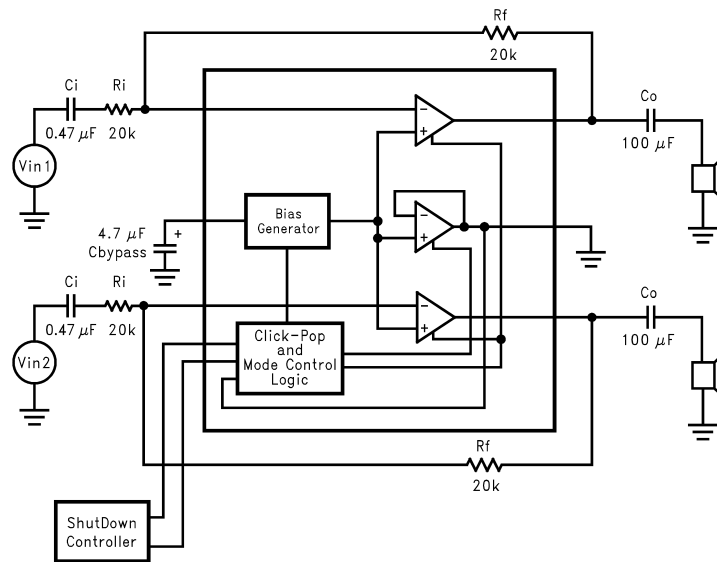 Rf
20k
Ci
Ri
0.47 μF
20k
Vin1
Co
100 μF
-
+
Bias
Generator
4.7 μF
+
Cbypass
-
+
Ci
Ri
0.47 μF
20k
Vin2
-
+
Co
100 μF
Click-Pop
and
Mode Control
Logic
Rf
20k
ShutDown
Controller